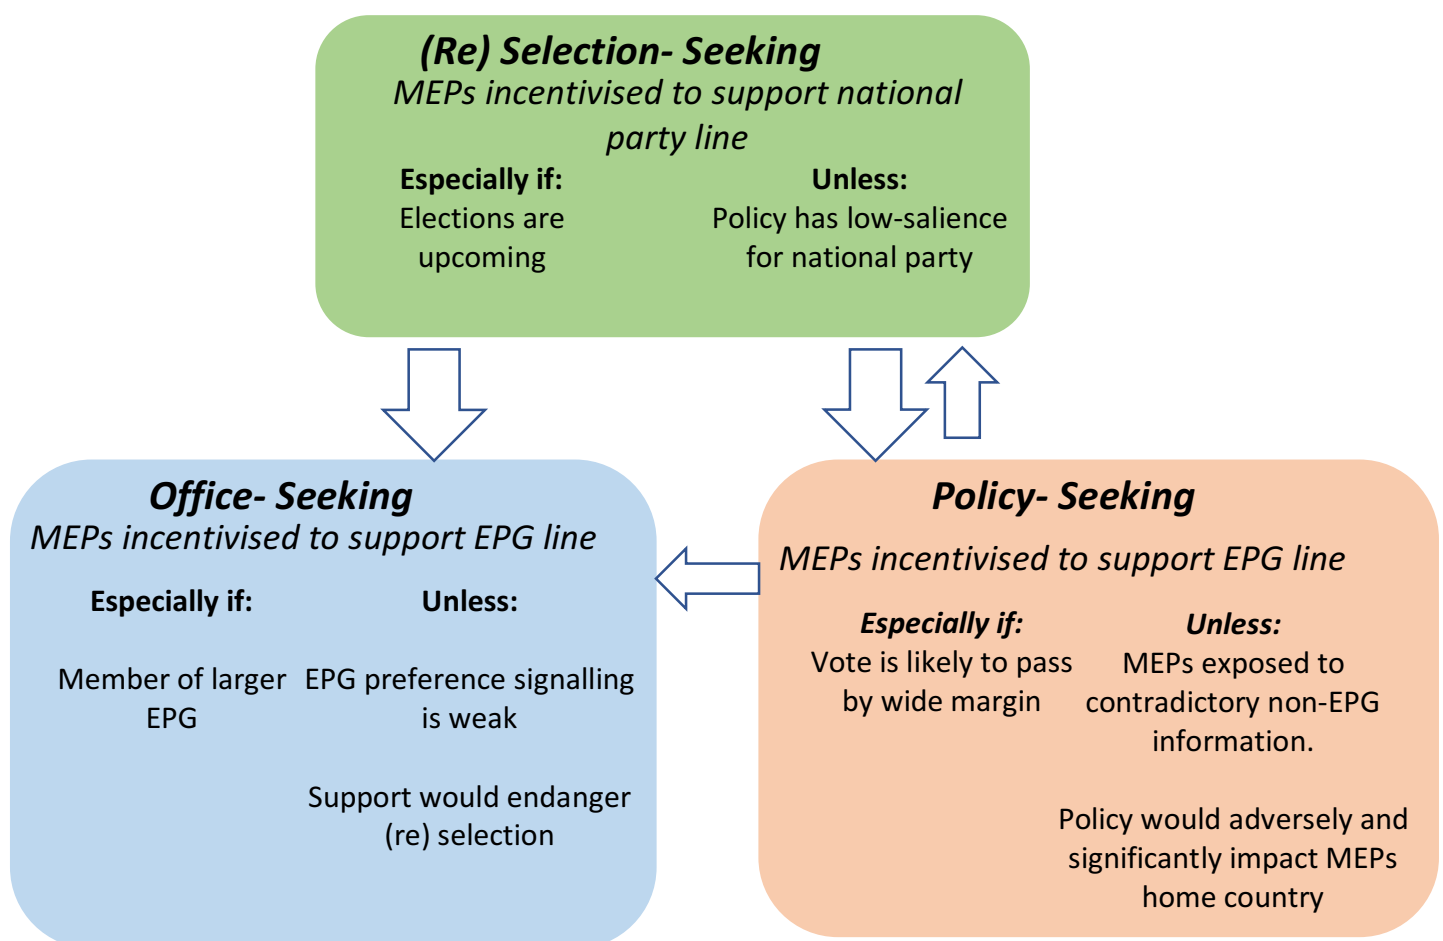 (Re) Selection- Seeking
MEPs incentivised to support national
party line
Especially if:
Elections are
upcoming
Unless:
Policy has low-salience
for national party
Office- Seeking
MEPs incentivised to support EPG line
Especially if:
Member of larger
EPG
Unless:
EPG preference signalling
is weak
Support would endanger
(re) selection
Policy- Seeking
MEPs incentivised to support EPG line
Especially if:
Vote is likely to pass
by wide margin
Unless:
MEPs exposed to
contradictory non-EPG
information.
Policy would adversely and
significantly impact MEPs
home country